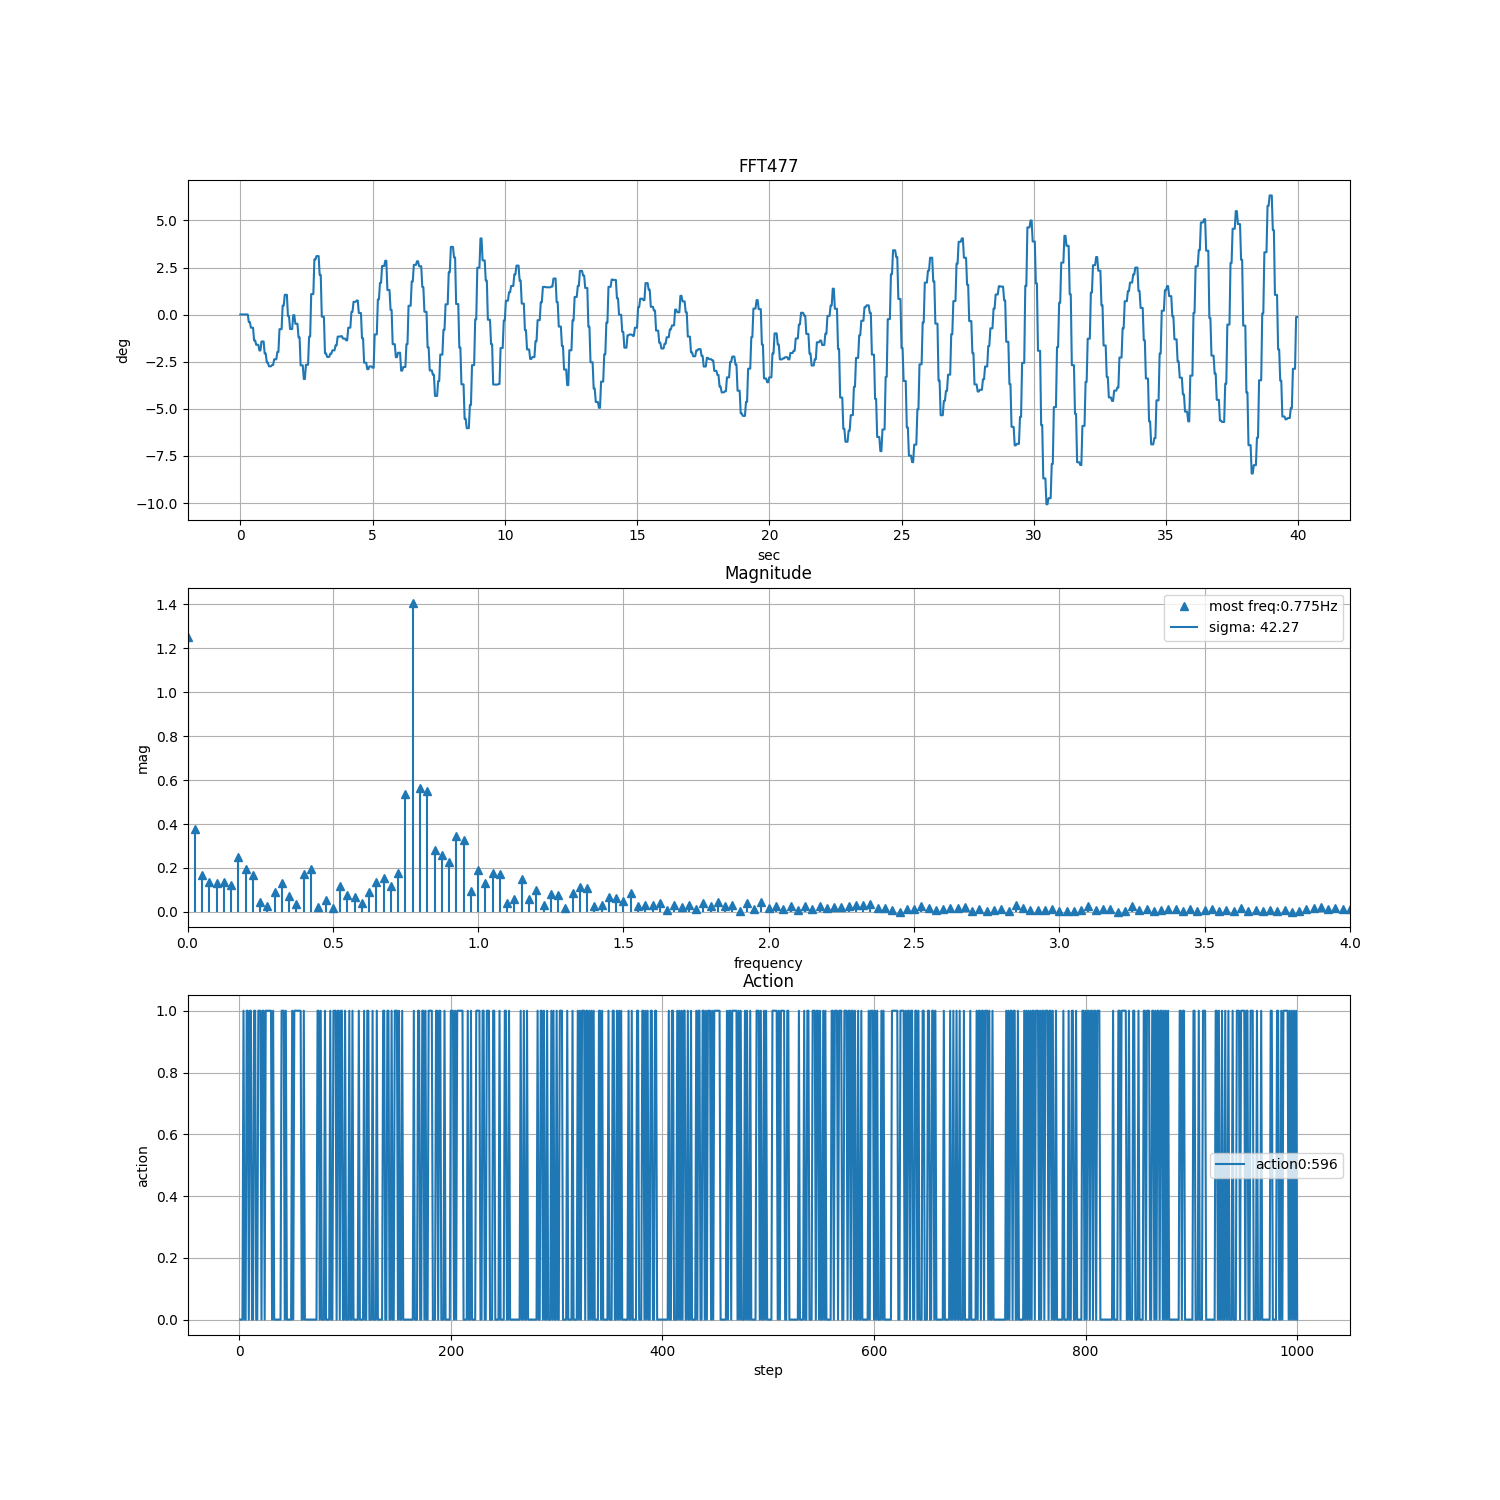 FFT477
5.0
2.5
0.0
−2.5
−5.0
−7.5
−10.0
deg
0 5 10 15 20 25 30 35 40
sec
Magnitude
1.4
1.2
1.0
0.8
0.6
0.4
0.2
0.0
mag
most freq:0.775Hz
sigma: 42.27
0.0 0.5 1.0 1.5 2.0 2.5 3.0 3.5 4.0
frequency
Action
1.0
0.8
0.6
0.4
0.2
0.0
action
action0:596
0 200 400 600 800 1000
step